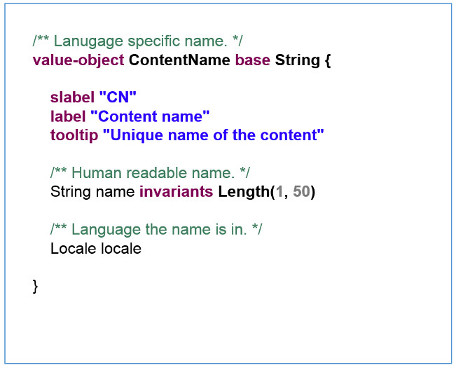 /** Lanugage specific name. */
value-object ContentName base String {
slabel "CN"
label "Content name"
tooltip "Unique name of the content"
/** Human readable name. */
String name invariants Length(1, 50)
/** Language the name is in. */
Locale locale
}